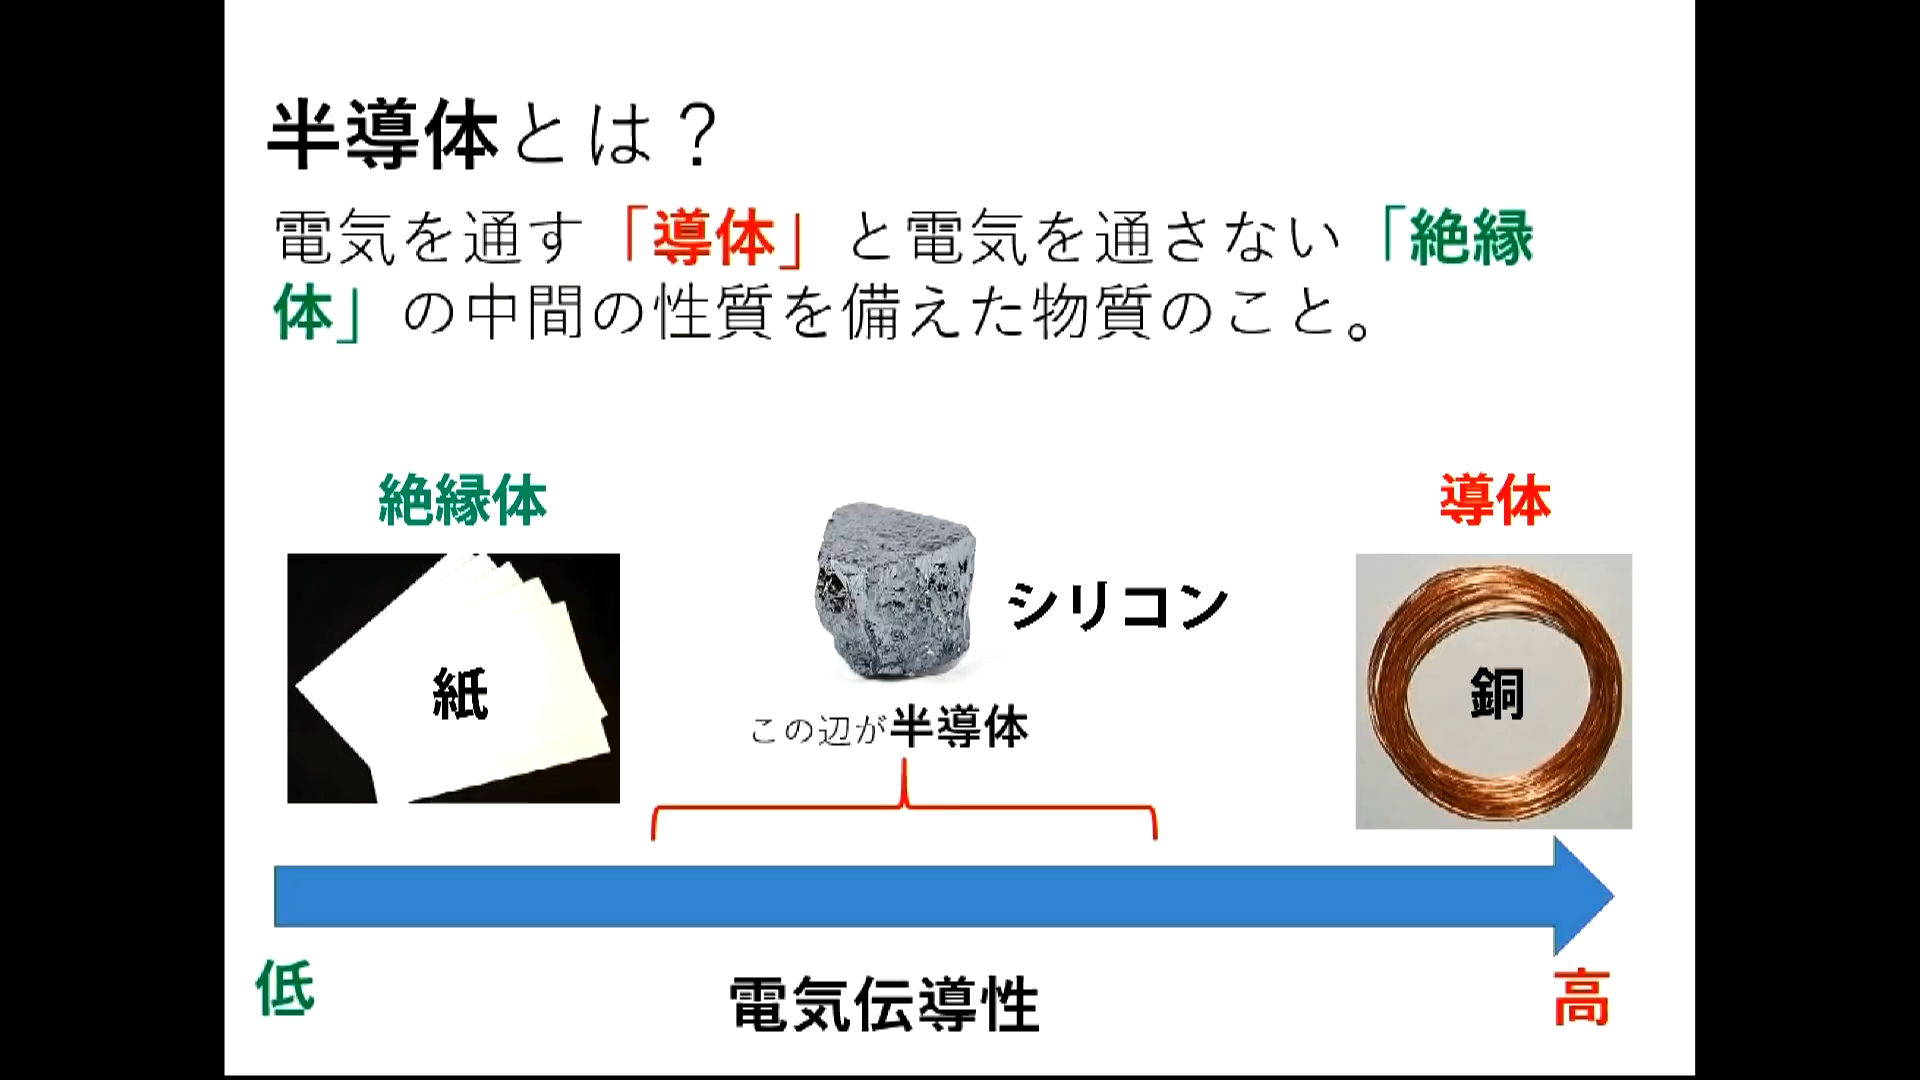 半導体とは？
電気を通す「導体」と電気を通さない「絶縁
体」の中間の性質を備えた物質のこと。
絶縁体
導体
シリコン
紙
銅
この辺が半導体
低
電気伝導性
高